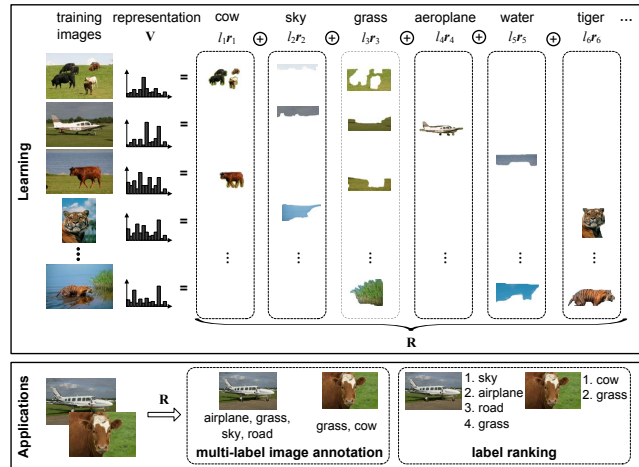 training images
representation V
cow
sky
grass
aeroplane
water
tiger
...
l₁r₁ ⊕ l₂r₂ ⊕ l₃r₃ ⊕ l₄r₄ ⊕ l₅r₅ ⊕ l₆r₆
=
=
=
=
=
R
Learning
Applications
R
airplane, grass,
sky, road
grass, cow
multi-label image annotation
1. sky
2. airplane
3. road
4. grass
1. cow
2. grass
label ranking